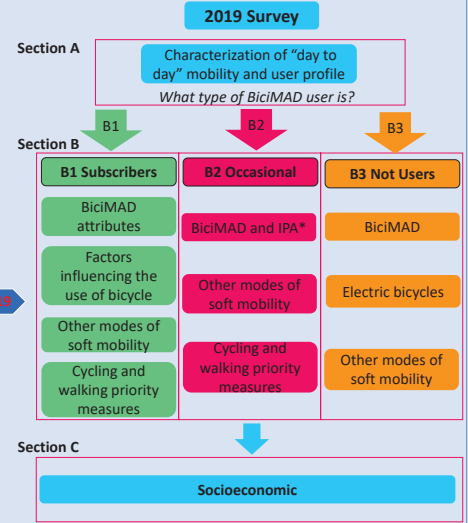 2019 Survey
Section A
Characterization of “day to
day” mobility and user profile
What type of BiciMAD user is?
B1
B2
B3
Section B
B1 Subscribers
BiciMAD
attributes
Factors
influencing the
use of bicycle
Other modes of
soft mobility
Cycling and
walking priority
measures
B2 Occasional
BiciMAD and IPA*
Other modes of
soft mobility
Cycling and
walking priority
measures
B3 Not Users
BiciMAD
Electric bicycles
Other modes of
soft mobility
Section C
Socioeconomic